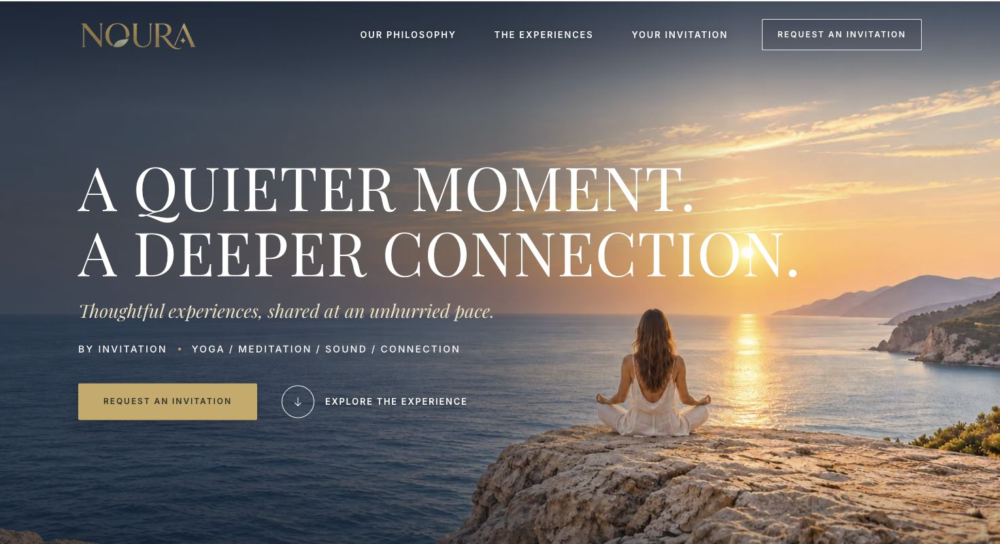 NOURA
OUR PHILOSOPHY
THE EXPERIENCES
YOUR INVITATION
REQUEST AN INVITATION
A QUIETER MOMENT.
A DEEPER CONNECTION.
Thoughtful experiences, shared at an unhurried pace.
BY INVITATION • YOGA / MEDITATION / SOUND / CONNECTION
REQUEST AN INVITATION
EXPLORE THE EXPERIENCE